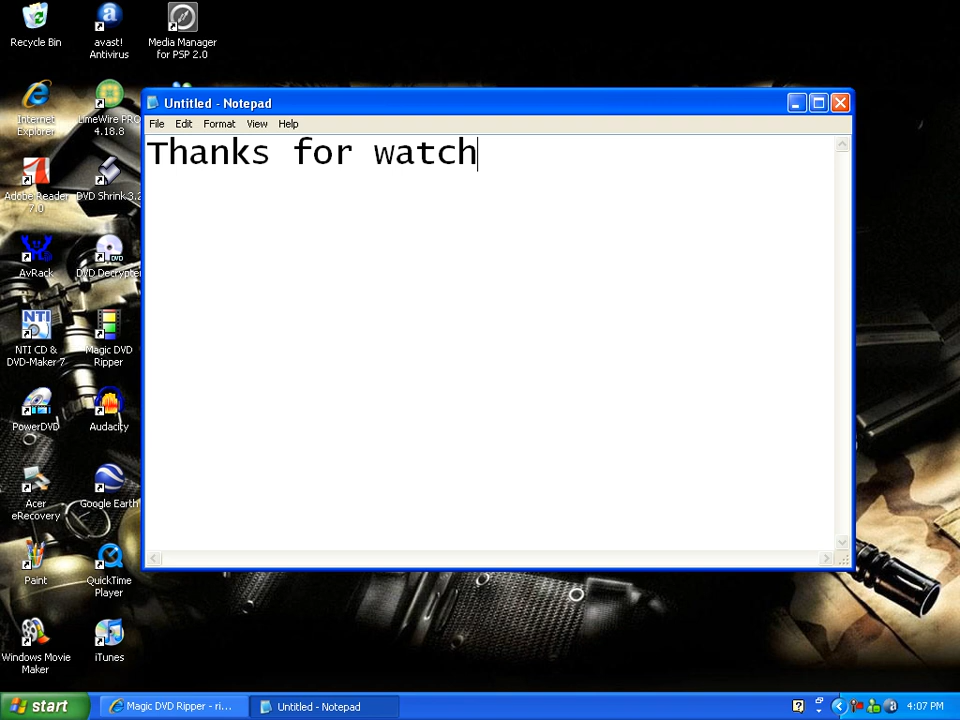 Recycle Bin
avast!
Antivirus
Media Manager
for PSP 2.0
Internet
Explorer
LimeWire PRO
4.18.8
Adobe Reader
7.0
DVD Shrink 3.2
AvRack
DVD
DVD Decrypter
NTI
NTI CD &
DVD-Maker 7
Magic DVD
Ripper
PowerDVD
Audacity
Acer
eRecovery
Google Earth
Paint
QuickTime
Player
Windows Movie
Maker
iTunes
Untitled - Notepad
File Edit Format View Help
Thanks for watch
start
Magic DVD Ripper - ri...
Untitled - Notepad
4:07 PM